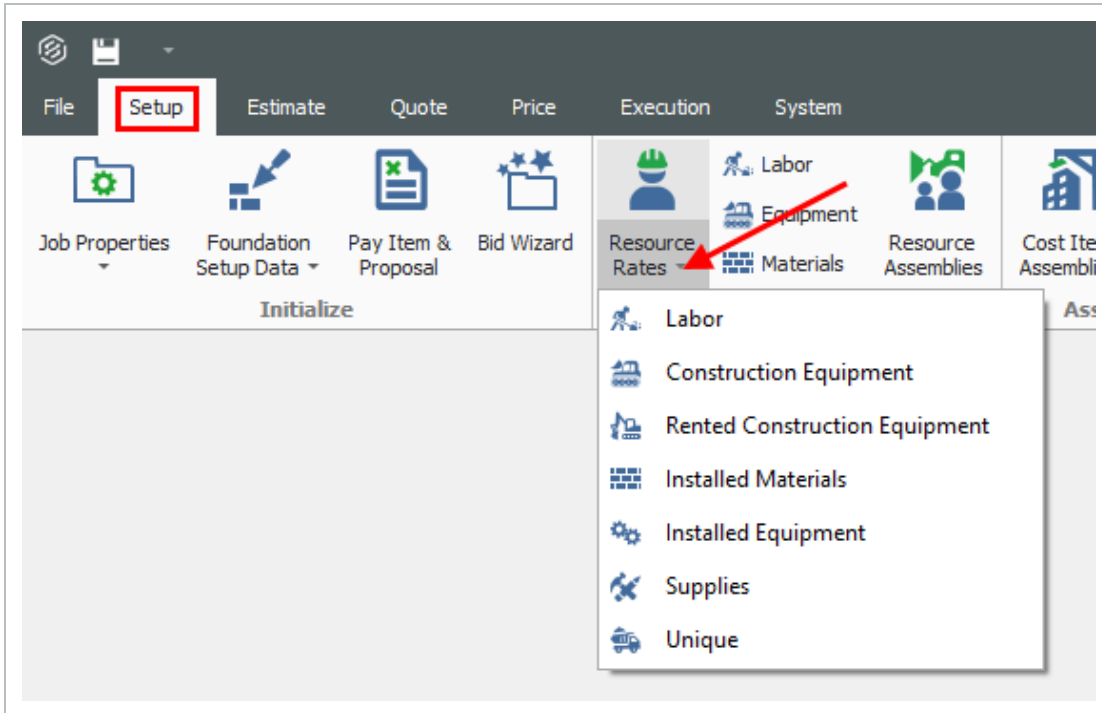 File Setup Estimate Quote Price Execution System
Job Properties
Foundation
Setup Data
Pay Item &
Proposal
Bid Wizard
Initialize
Resource
Rates
Labor
Equipment
Materials
Resource
Assemblies
Cost Ite
Assembli
Ass
Labor
Construction Equipment
Rented Construction Equipment
Installed Materials
Installed Equipment
Supplies
Unique